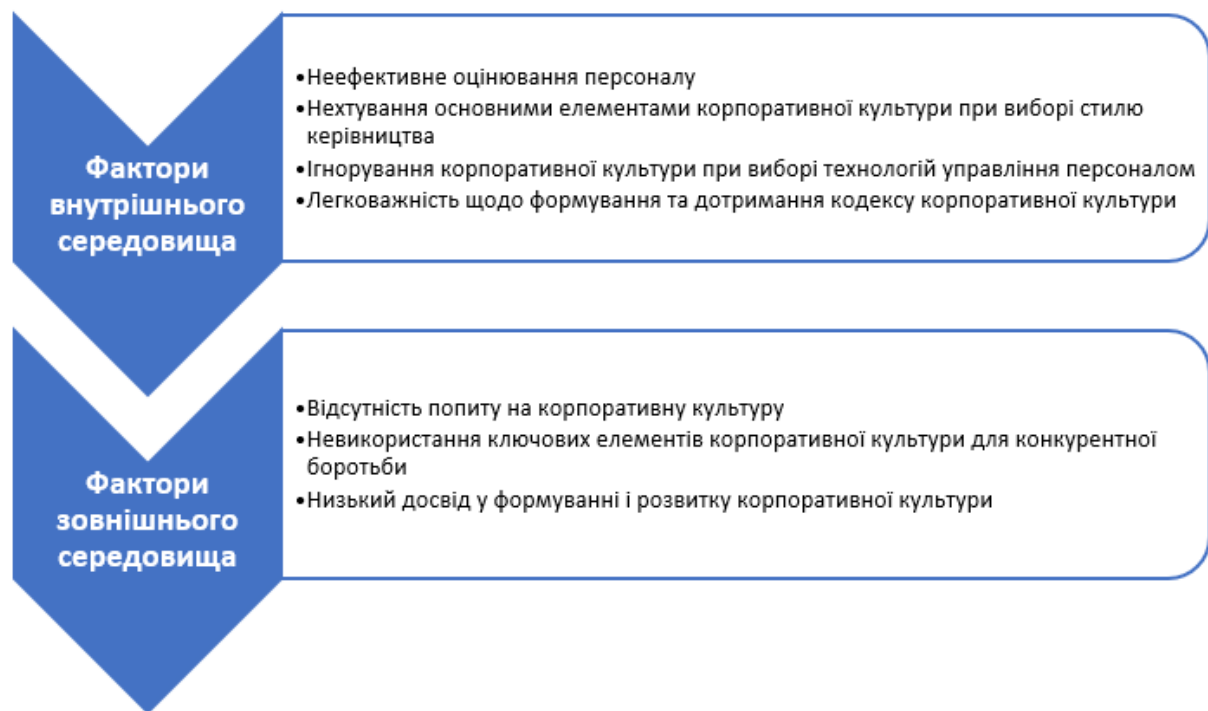 Фактори
внутрішнього
середовища
•Неефективне оцінювання персоналу
•Нехтування основними елементами корпоративної культури при виборі стилю
керівництва
•Ігнорування корпоративної культури при виборі технологій управління персоналом
•Легковажність щодо формування та дотримання кодексу корпоративної культури
Фактори
зовнішнього
середовища
•Відсутність попиту на корпоративну культуру
•Невикористання ключових елементів корпоративної культури для конкурентної
боротьби
•Низький досвід у формуванні і розвитку корпоративної культури